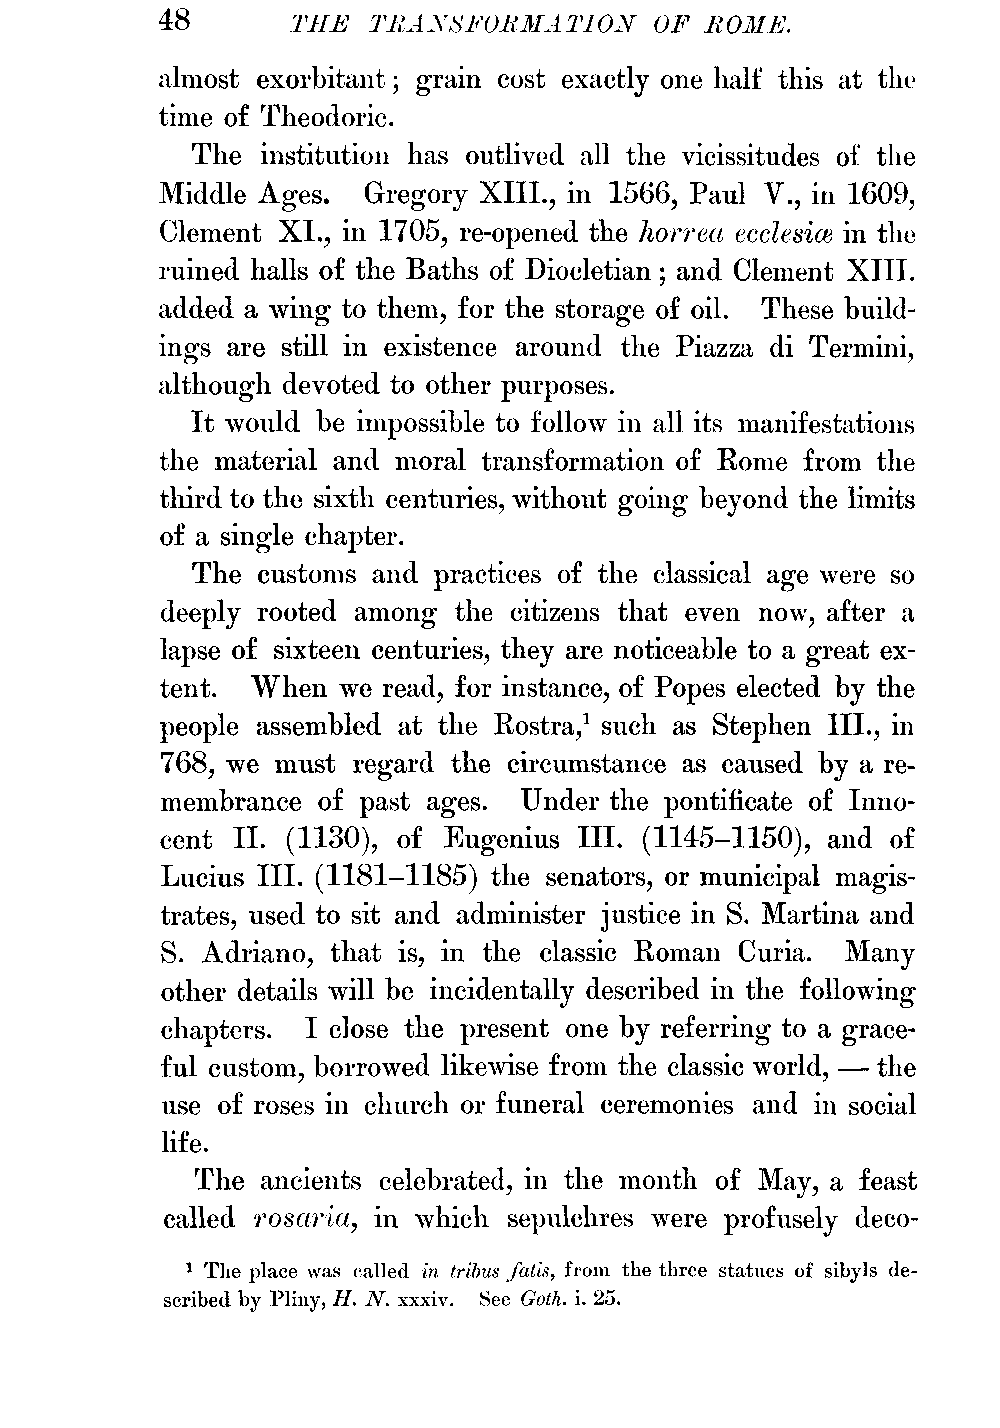 48 THE TRANSFORMATION OF ROME.
almost exorbitant; grain cost exactly one half this at the
time of Theodoric.
The institution has outlived all the vicissitudes of the
Middle Ages. Gregory XIII., in 1566, Paul V., in 1609,
Clement XI., in 1705, re-opened the horrea ecclesiæ in the
ruined halls of the Baths of Diocletian; and Clement XIII.
added a wing to them, for the storage of oil. These build-
ings are still in existence around the Piazza di Termini,
although devoted to other purposes.
It would be impossible to follow in all its manifestations
the material and moral transformation of Rome from the
third to the sixth centuries, without going beyond the limits
of a single chapter.
The customs and practices of the classical age were so
deeply rooted among the citizens that even now, after a
lapse of sixteen centuries, they are noticeable to a great ex-
tent. When we read, for instance, of Popes elected by the
people assembled at the Rostra,¹ such as Stephen III., in
768, we must regard the circumstance as caused by a re-
membrance of past ages. Under the pontificate of Inno-
cent II. (1130), of Eugenius III. (1145–1150), and of
Lucius III. (1181–1185) the senators, or municipal magis-
trates, used to sit and administer justice in S. Martina and
S. Adriano, that is, in the classic Roman Curia. Many
other details will be incidentally described in the following
chapters. I close the present one by referring to a grace-
ful custom, borrowed likewise from the classic world, — the
use of roses in church or funeral ceremonies and in social
life.
The ancients celebrated, in the month of May, a feast
called rosaria, in which sepulchres were profusely deco-
¹ The place was called in tribus fatis, from the three statues of sibyls de-
scribed by Pliny, H. N. xxxiv. See Goth. i. 25.